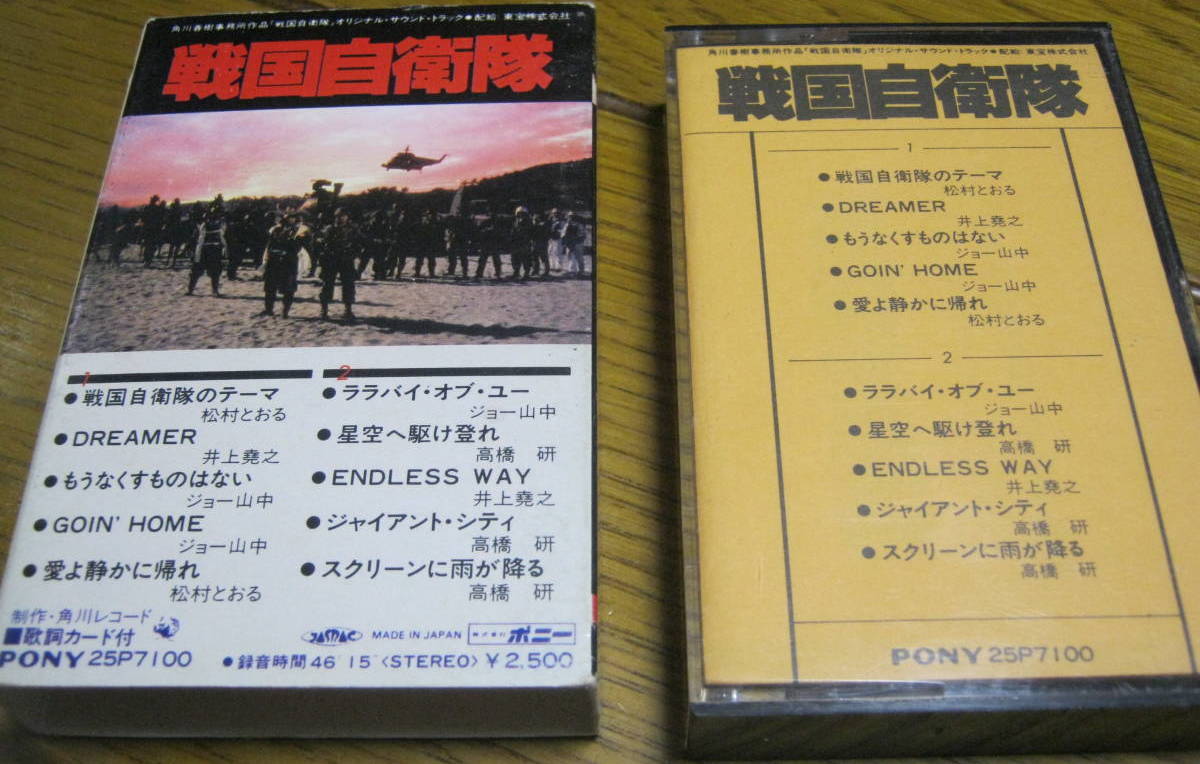 角川春樹事務所作品「戦国自衛隊」オリジナル・サウンド・トラック●配給 東宝株式会社
戦国自衛隊
1
●戦国自衛隊のテーマ
松村とおる
●DREAMER
井上堯之
●もうなくすものはない
ジョー山中
●GOIN' HOME
ジョー山中
●愛よ静かに帰れ
松村とおる
2
●ララバイ・オブ・ユー
ジョー山中
●星空へ駆け登れ
高橋 研
●ENDLESS WAY
井上堯之
●ジャイアント・シティ
高橋 研
●スクリーンに雨が降る
高橋 研
制作・角川レコード
■歌詞カード付
JASRAC MADE IN JAPAN 株式会社 ポニー
PONY 25P7100 ●録音時間46'15"〈STEREO〉¥2,500
角川春樹事務所作品「戦国自衛隊」オリジナル・サウンド・トラック●配給 東宝株式会社
戦国自衛隊
1
●戦国自衛隊のテーマ
松村とおる
●DREAMER
井上堯之
●もうなくすものはない
ジョー山中
●GOIN' HOME
ジョー山中
●愛よ静かに帰れ
松村とおる
2
●ララバイ・オブ・ユー
ジョー山中
●星空へ駆け登れ
高橋 研
●ENDLESS WAY
井上堯之
●ジャイアント・シティ
高橋 研
●スクリーンに雨が降る
高橋 研
PONY 25P7100